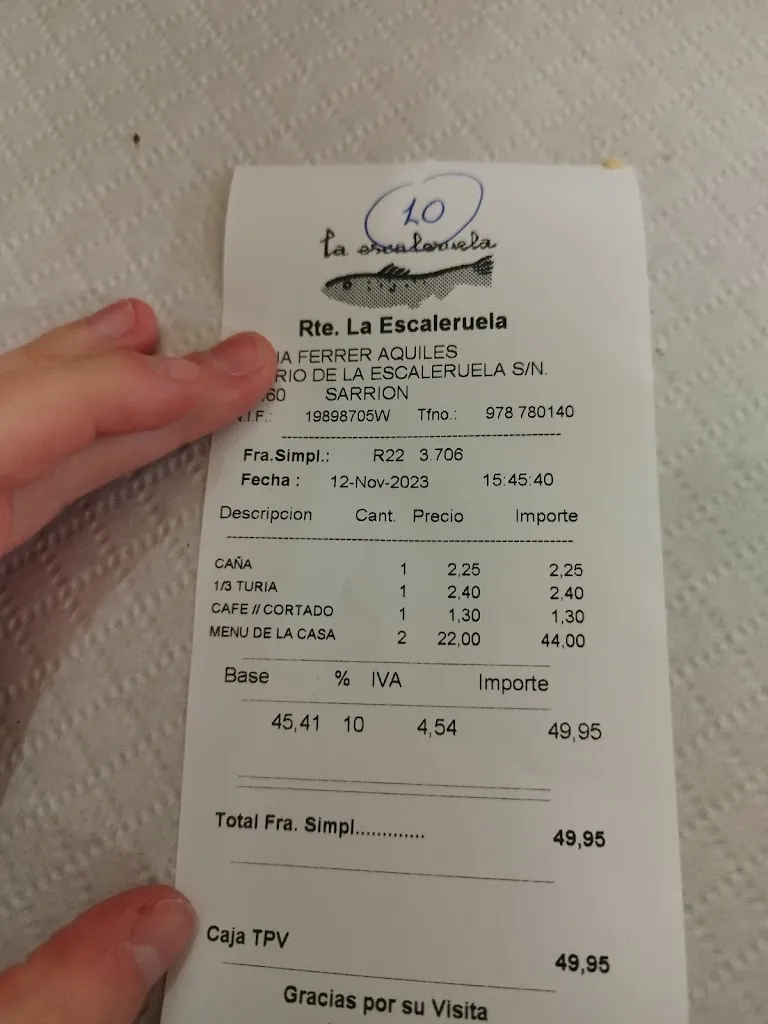 10
la escaleruela
Rte. La Escaleruela
FERRER AQUILES
DE LA ESCALERUELA S/N.
SARRION
N.I.F.: 19898705W Tfno.: 978 780140
Fra.Simpl.: R22 3.706
Fecha : 12-Nov-2023 15:45:40
Descripcion Cant. Precio Importe
CAÑA 1 2,25 2,25
1/3 TURIA 1 2,40 2,40
CAFE // CORTADO 1 1,30 1,30
MENU DE LA CASA 2 22,00 44,00
Base % IVA Importe
45,41 10 4,54 49,95
Total Fra. Simpl............. 49,95
Caja TPV 49,95
Gracias por su Visita